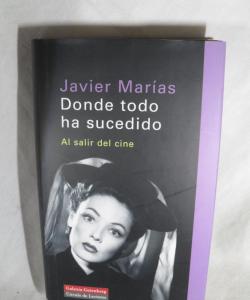 Javier Marías
Donde todo
ha sucedido
Al salir del cine
Galaxia Gutenberg
Círculo de Lectores